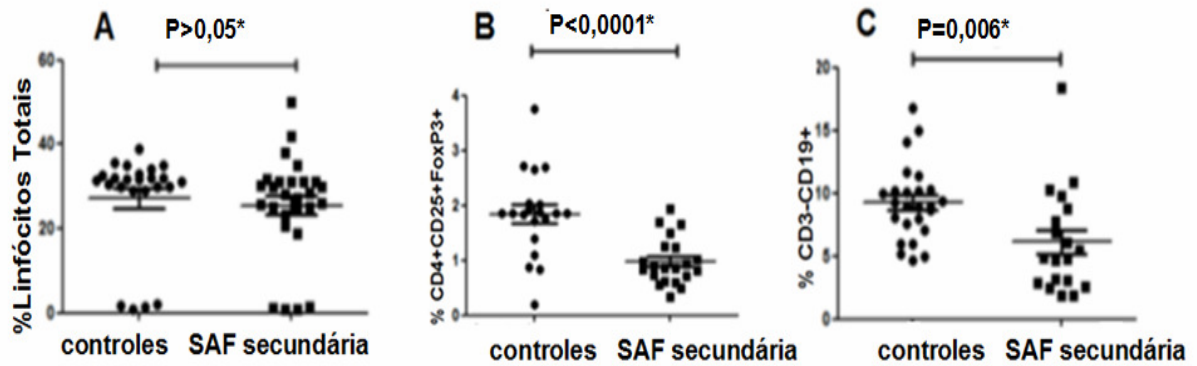 A
P>0,05*
%Linfócitos Totais
60
40
20
0
controles
SAF secundária
B
P<0,0001*
% CD4+CD25+FoxP3+
4
3
2
1
0
controles
SAF secundária
C
P=0,006*
% CD3-CD19+
20
15
10
5
0
controles
SAF secundária